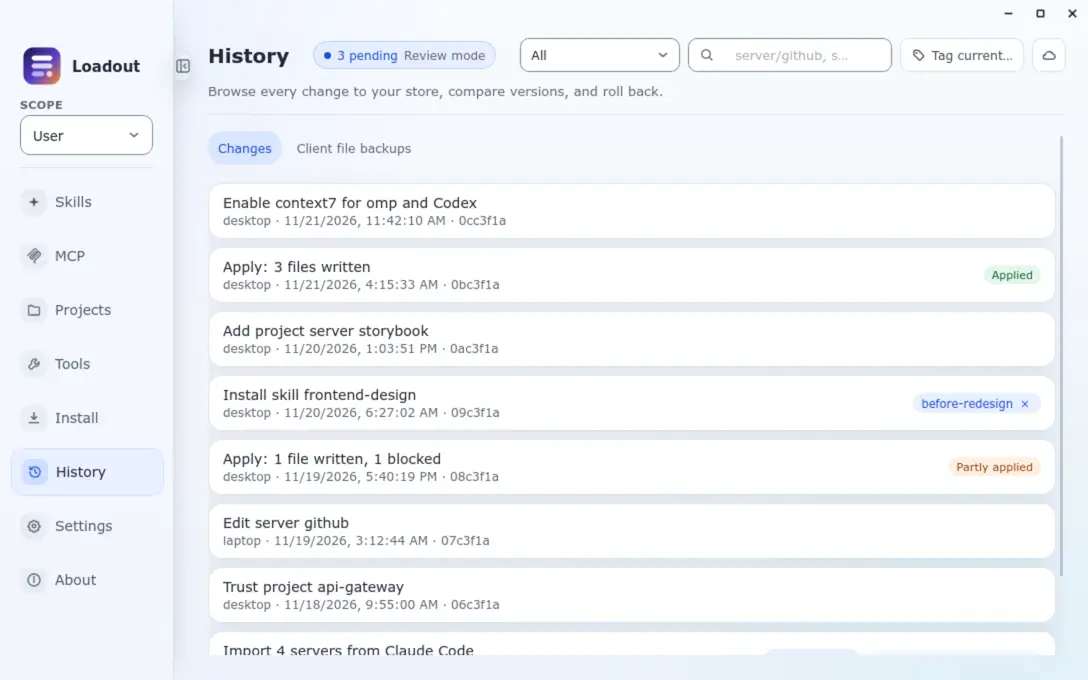 Loadout
SCOPE
User
Skills
MCP
Projects
Tools
Install
History
Settings
About
History
3 pending Review mode
All
server/github, s...
Tag current...
Browse every change to your store, compare versions, and roll back.
Changes
Client file backups
Enable context7 for omp and Codex
desktop · 11/21/2026, 11:42:10 AM · 0cc3f1a
Apply: 3 files written
desktop · 11/21/2026, 4:15:33 AM · 0bc3f1a
Applied
Add project server storybook
desktop · 11/20/2026, 1:03:51 PM · 0ac3f1a
Install skill frontend-design
desktop · 11/20/2026, 6:27:02 AM · 09c3f1a
before-redesign ×
Apply: 1 file written, 1 blocked
desktop · 11/19/2026, 5:40:19 PM · 08c3f1a
Partly applied
Edit server github
laptop · 11/19/2026, 3:12:44 AM · 07c3f1a
Trust project api-gateway
desktop · 11/18/2026, 9:55:00 AM · 06c3f1a
Import 4 servers from Claude Code